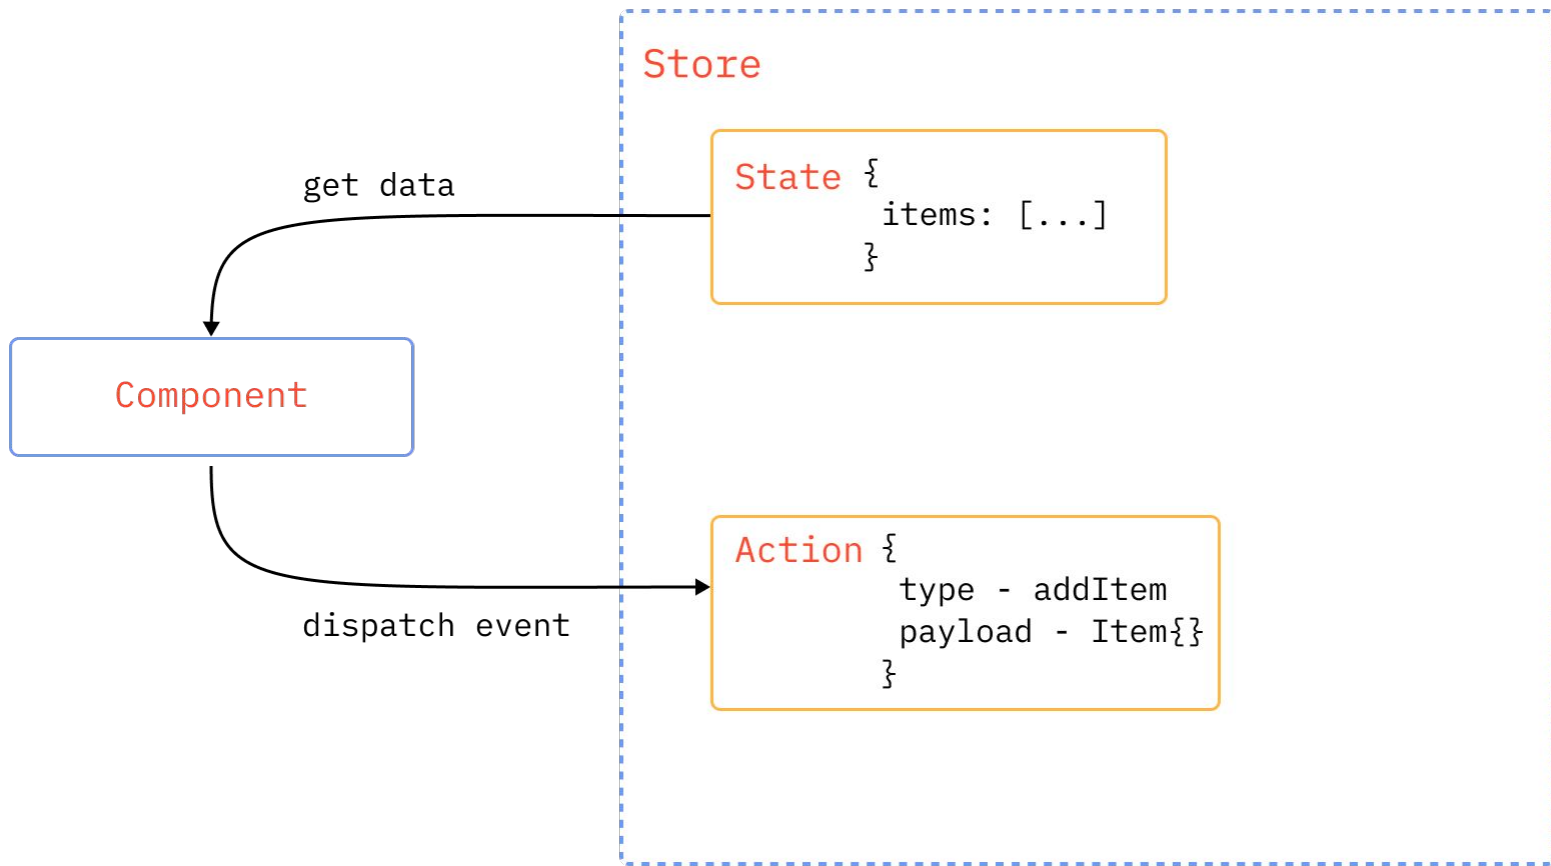 Store
State {
items: [...]
}
get data
Component
Action {
type - addItem
payload - Item{}
}
dispatch event